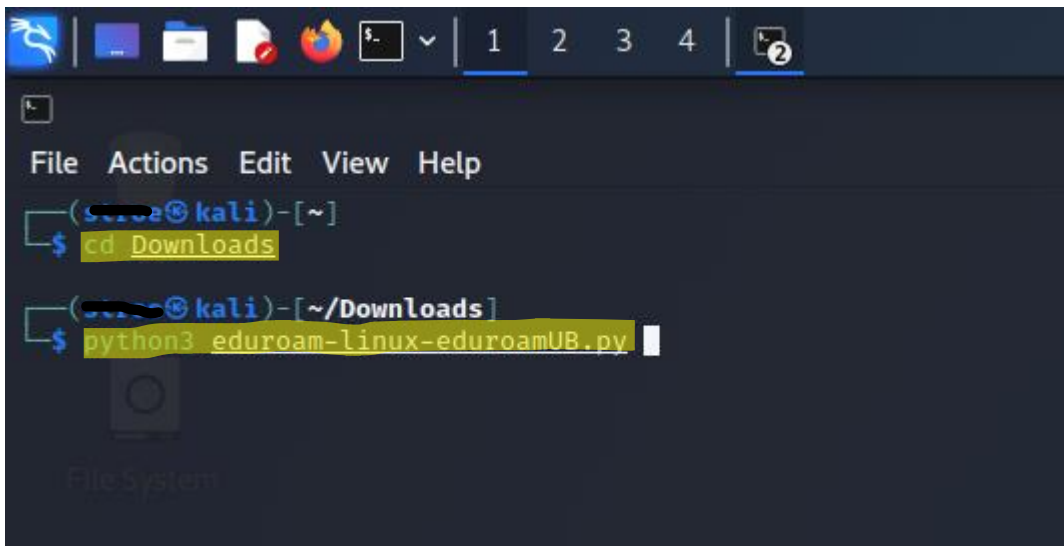 1 2 3 4 2
File Actions Edit View Help
㉿kali)-[~]
$ cd Downloads
㉿kali)-[~/Downloads]
$ python3 eduroam-linux-eduroamUB.py
File System